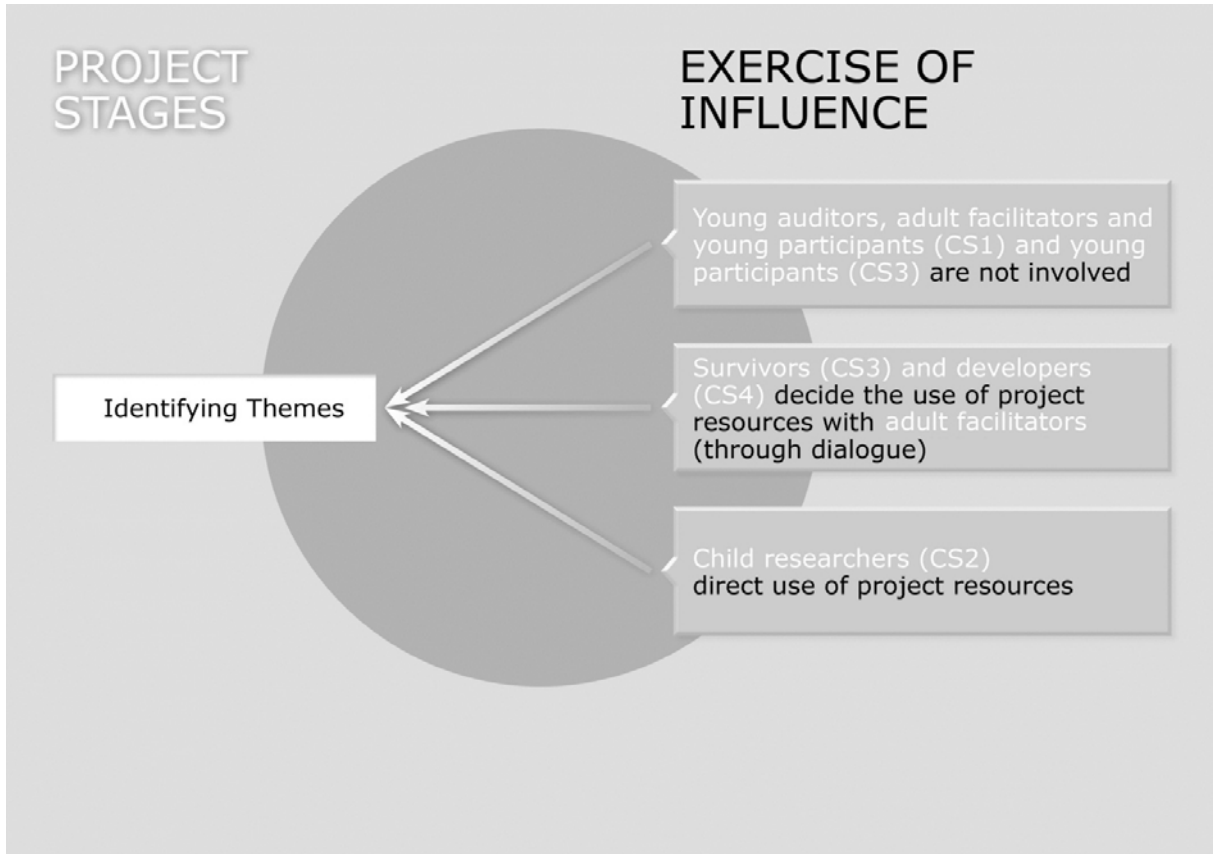 PROJECT
STAGES
EXERCISE OF
INFLUENCE
Young auditors, adult facilitators and
young participants (CS1) and young
participants (CS3) are not involved
Identifying Themes
Survivors (CS3) and developers
(CS4) decide the use of project
resources with adult facilitators
(through dialogue)
Child researchers (CS2)
direct use of project resources